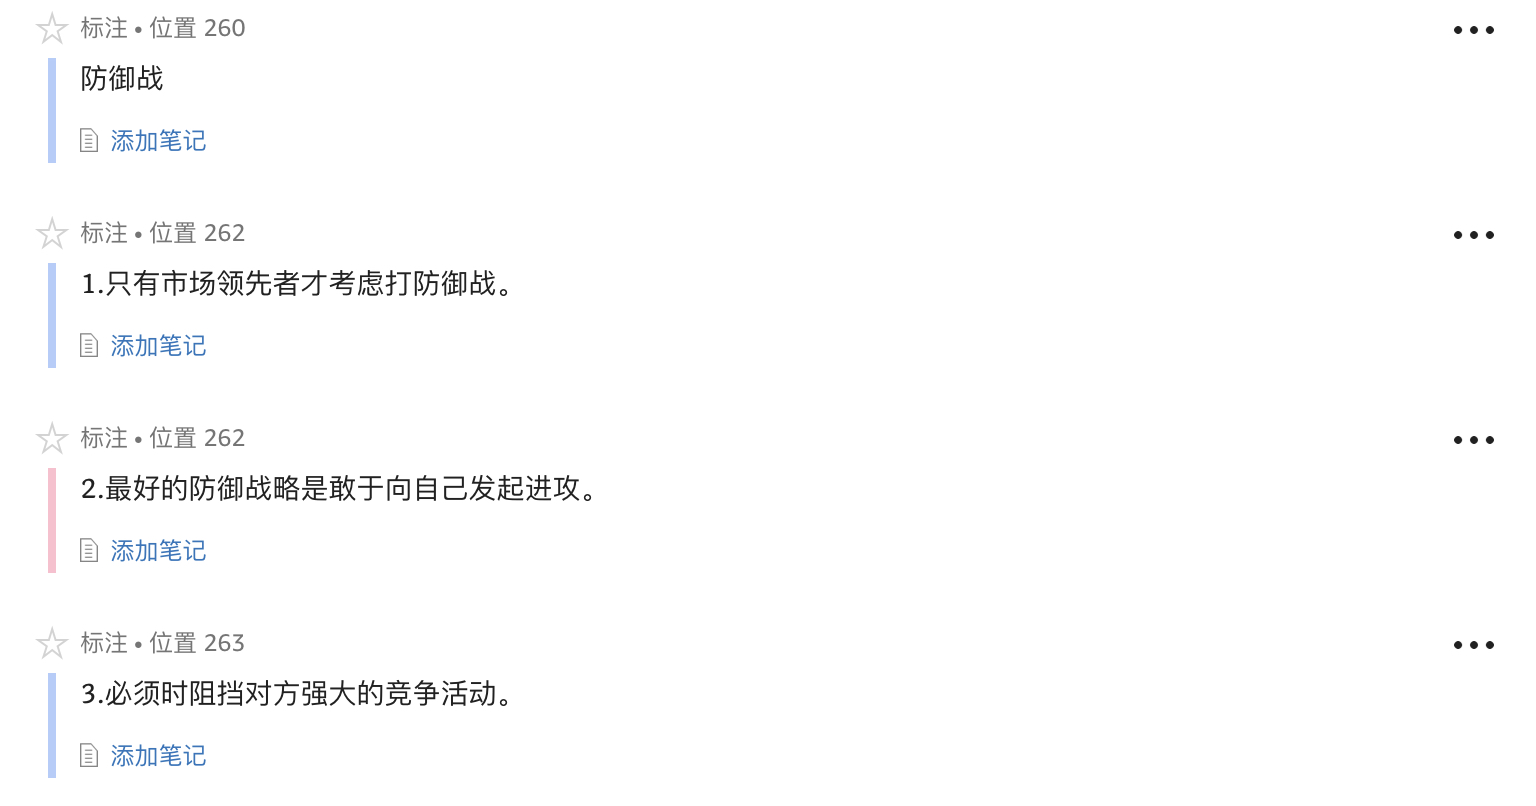 标注 • 位置 260
防御战
添加笔记
标注 • 位置 262
1.只有市场领先者才考虑打防御战。
添加笔记
标注 • 位置 262
2.最好的防御战略是敢于向自己发起进攻。
添加笔记
标注 • 位置 263
3.必须时阻挡对方强大的竞争活动。
添加笔记